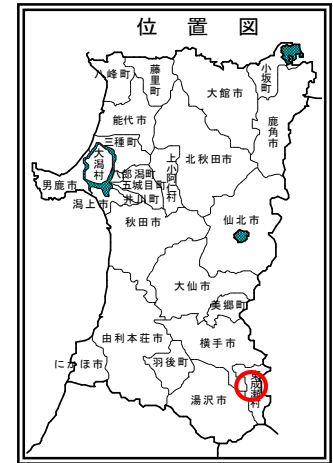 位置図
八峰町
藤里町
大館市
小坂町
鹿角市
能代市
三種町
大潟村
八郎潟町
上小阿仁村
北秋田市
男鹿市
五城目町
井川町
潟上市
秋田市
仙北市
大仙市
美郷町
由利本荘市
横手市
にかほ市
羽後町
東成瀬村
湯沢市